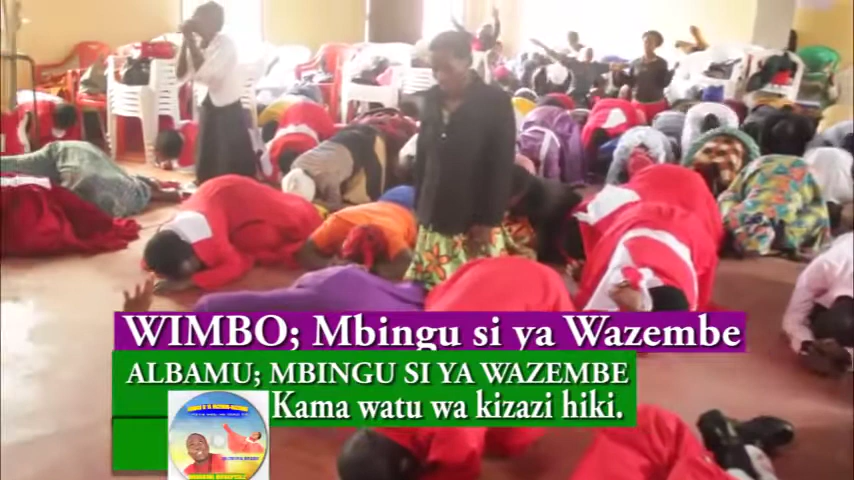 WIMBO; Mbingu si ya Wazembe
ALBAMU; MBINGU SI YA WAZEMBE
Kama watu wa kizazi hiki.